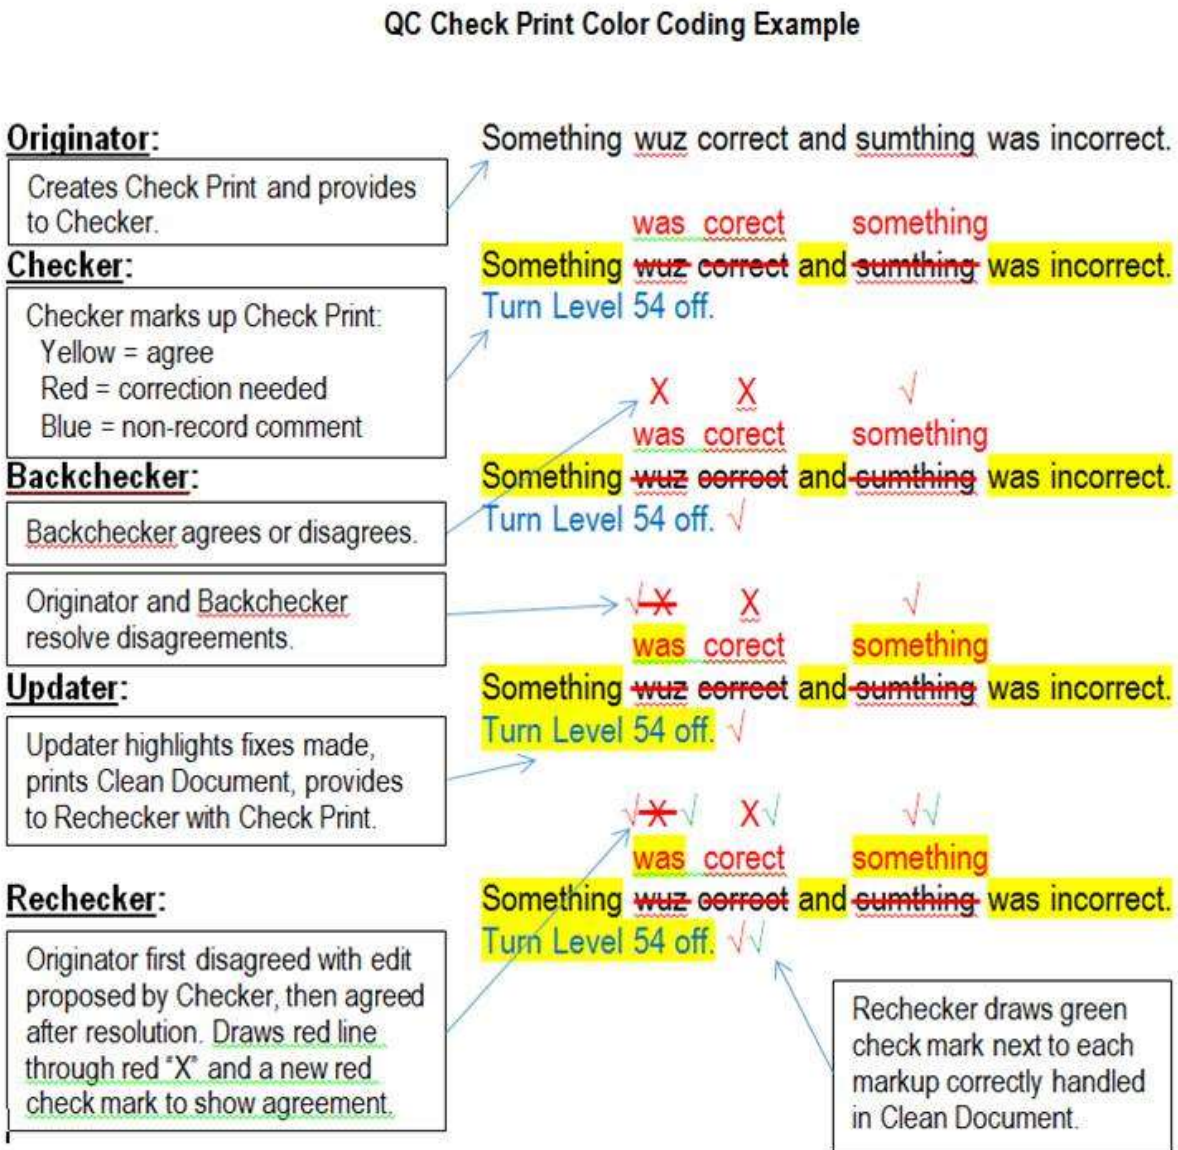 QC Check Print Color Coding Example
Originator:
Something wuz correct and sumthing was incorrect.
Creates Check Print and provides
to Checker.
was corect something
Checker:
Something wuz correct and sumthing was incorrect.
Turn Level 54 off.
Checker marks up Check Print:
Yellow = agree
Red = correction needed
Blue = non-record comment
X X √
was corect something
Backchecker:
Something wuz correct and sumthing was incorrect.
Turn Level 54 off. √
Backchecker agrees or disagrees.
Originator and Backchecker
resolve disagreements.
√X X √
was corect something
Updater:
Something wuz correct and sumthing was incorrect.
Turn Level 54 off. √
Updater highlights fixes made,
prints Clean Document, provides
to Rechecker with Check Print.
√X√ X√ √√
was corect something
Rechecker:
Something wuz correct and sumthing was incorrect.
Turn Level 54 off. √√
Originator first disagreed with edit
proposed by Checker, then agreed
after resolution. Draws red line
through red "X" and a new red
check mark to show agreement.
Rechecker draws green
check mark next to each
markup correctly handled
in Clean Document.